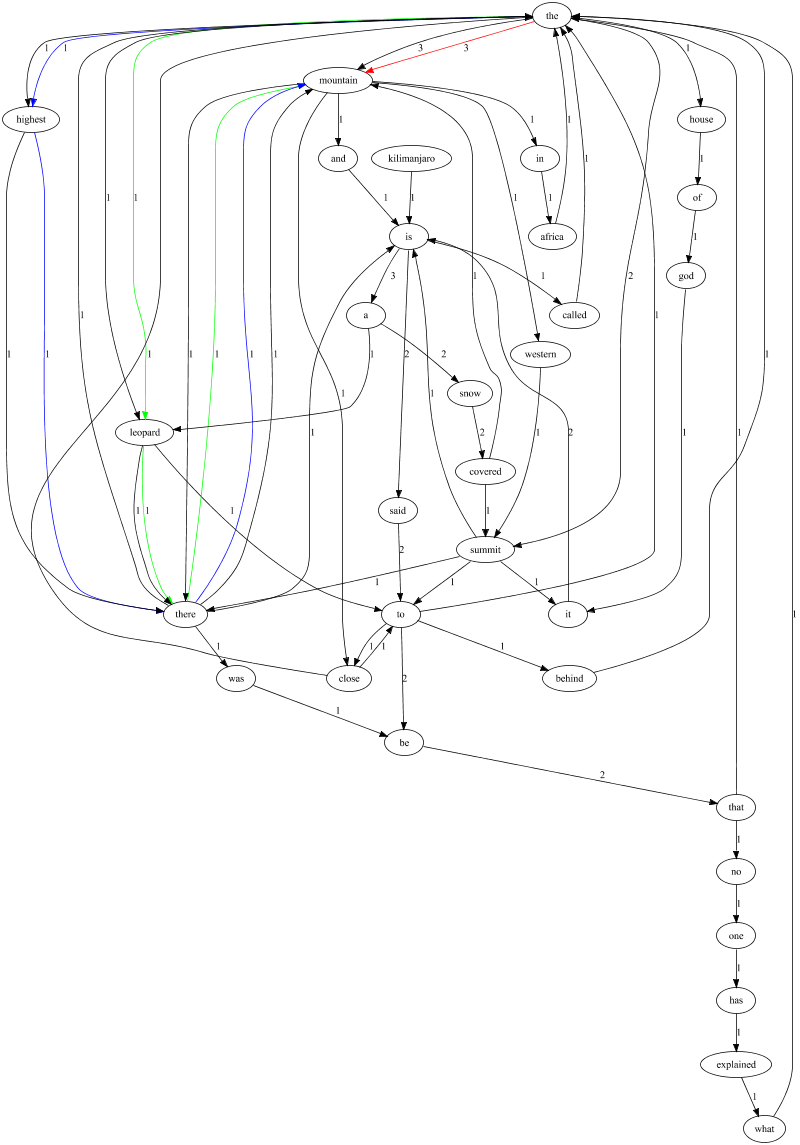 the
1 1 3 3 1
mountain
highest house
1 1 1
and kilimanjaro in
1 of
1 1 1
is africa
1
god
1 1 3 1 2
a called
1
1 1 1 1 1 1 1 1 2 2 western 1
snow
1
leopard 1 2 1 1
covered
said
1 1 1 1
2 summit
1 1 1
there to it
1 1 1 1
was close 2 behind
1
be
2
that
1
no
1
one
1
has
1
explained
1
what
1